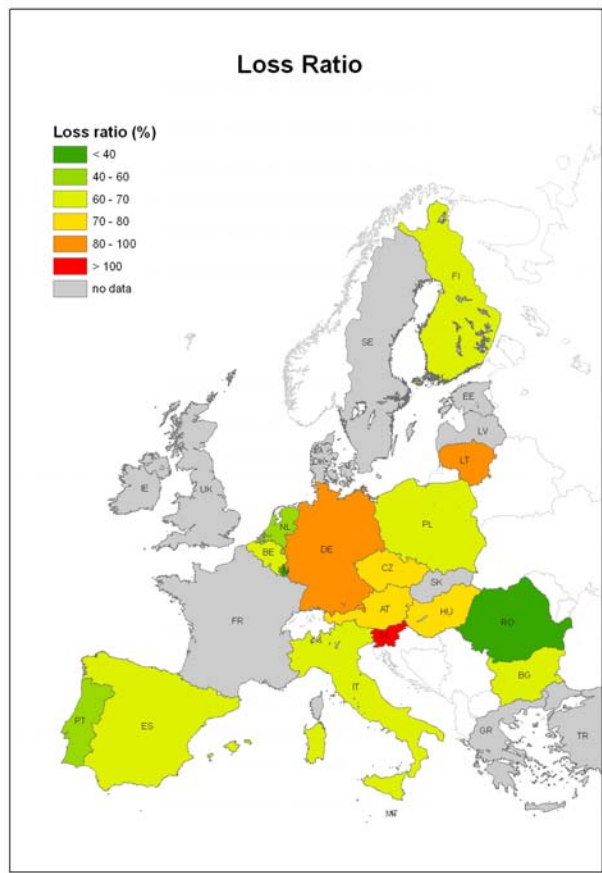 Loss Ratio
Loss ratio (%)
< 40
40 - 60
60 - 70
70 - 80
80 - 100
> 100
no data
FI
SE
EE
LV
LT
DK
IE
UK
NL
BE
DE
PL
CZ
SK
FR
AT
HU
RO
BG
IT
PT
ES
GR
TR